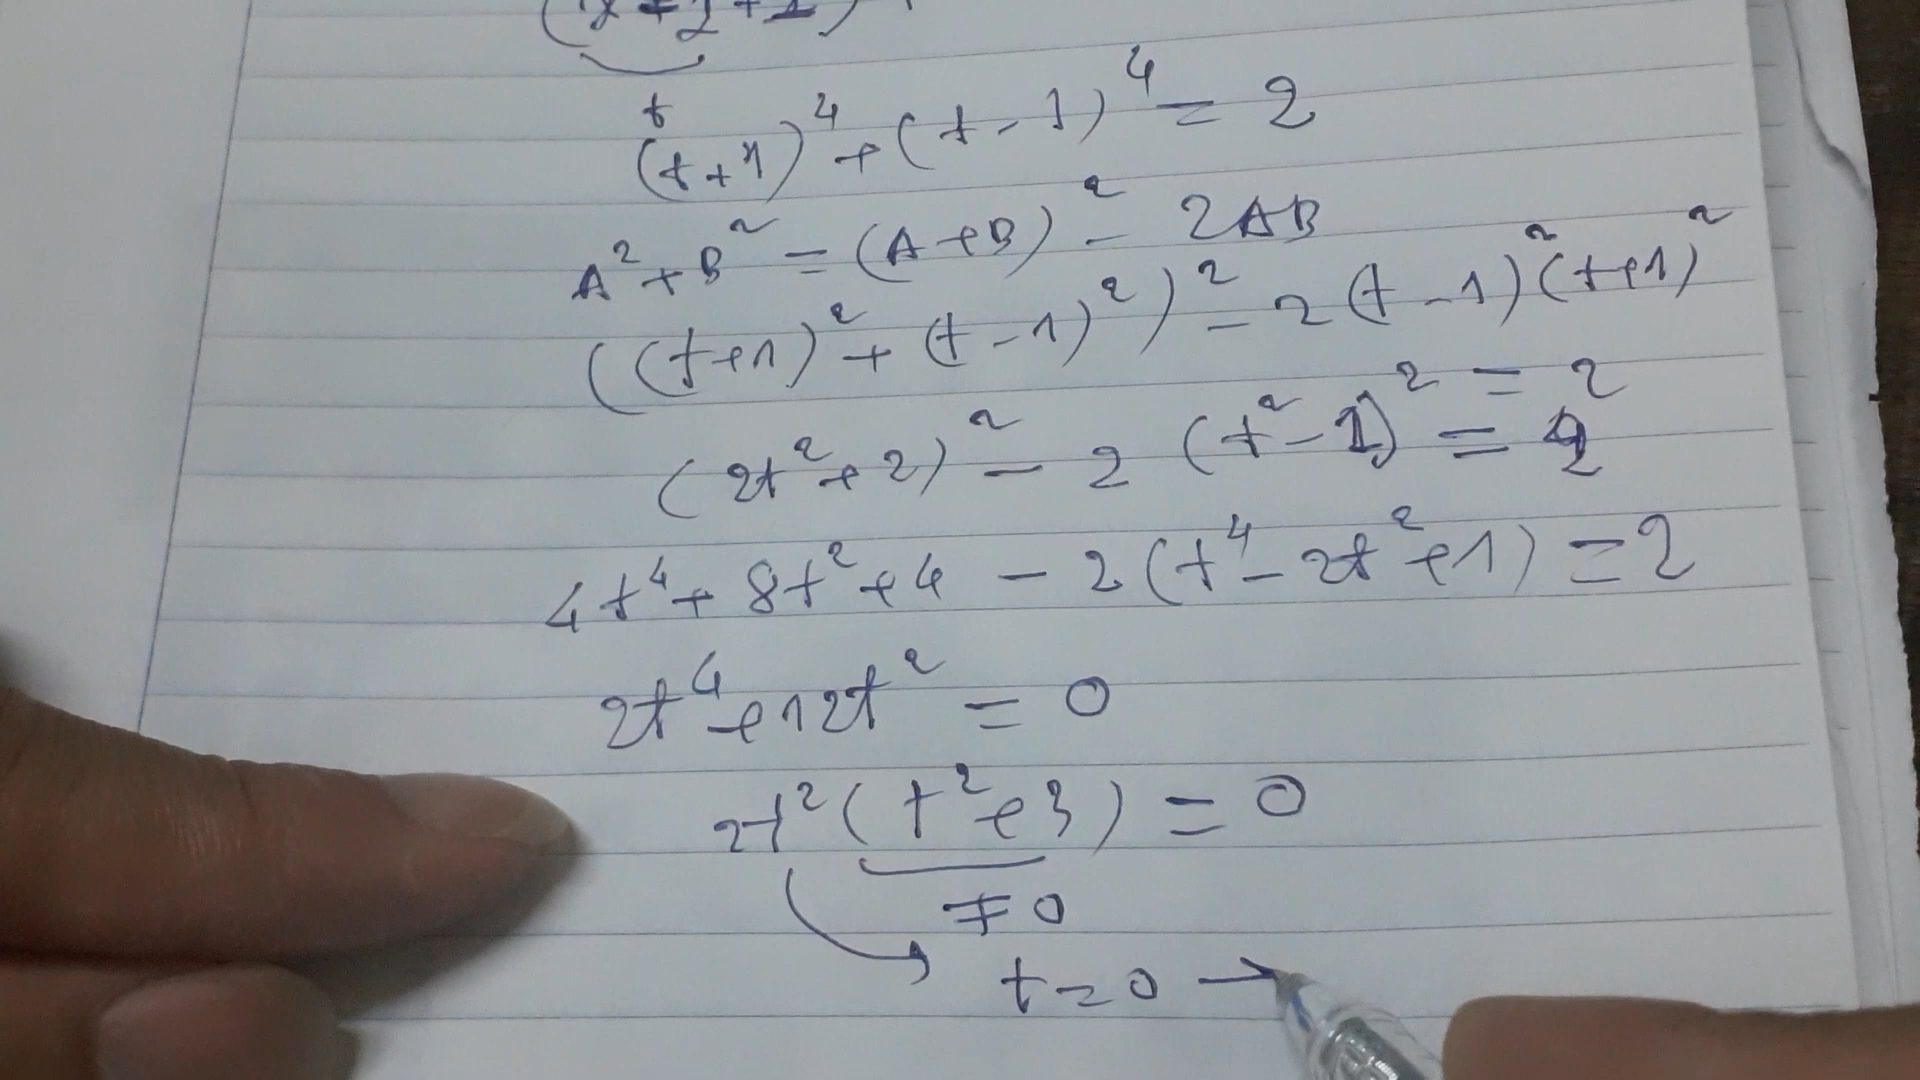 t
(t+1)⁴+(t-1)⁴=2
A²+B²=(A+B)²-2AB
((t+1)²+(t-1)²)²-2(t-1)²(t+1)²
=2
(2t²+2)²-2(t²-1)²=2
4t⁴+8t²+4-2(t⁴-2t²+1)=2
2t⁴+12t²=0
2t²(t²+3)=0
≠0
t=0→